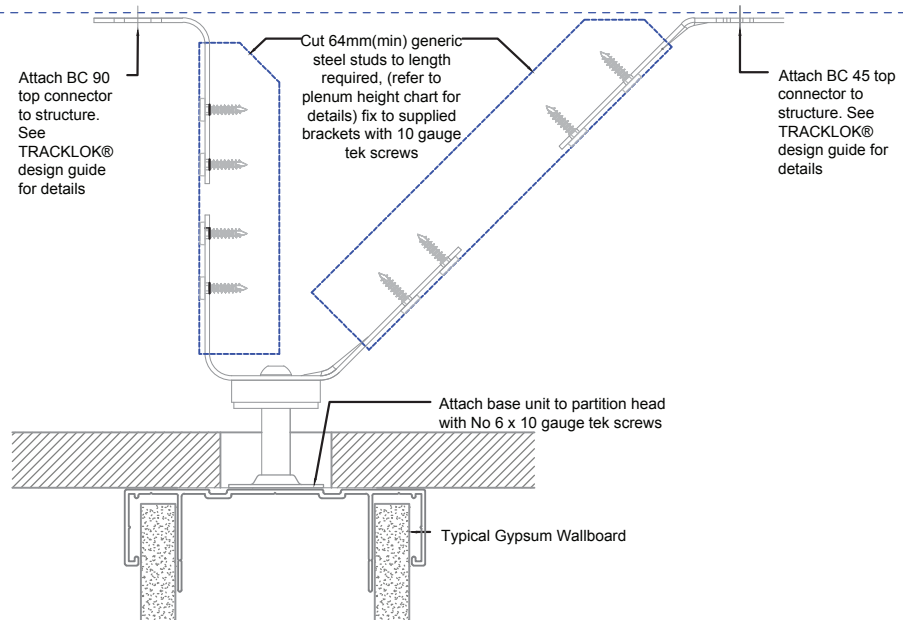 Attach BC 90
top connector
to structure.
See
TRACKLOK®
design guide
for details
Cut 64mm(min) generic
steel studs to length
required, (refer to
plenum height chart for
details) fix to supplied
brackets with 10 gauge
tek screws
Attach BC 45 top
connector to
structure. See
TRACKLOK®
design guide for
details
Attach base unit to partition head
with No 6 x 10 gauge tek screws
Typical Gypsum Wallboard